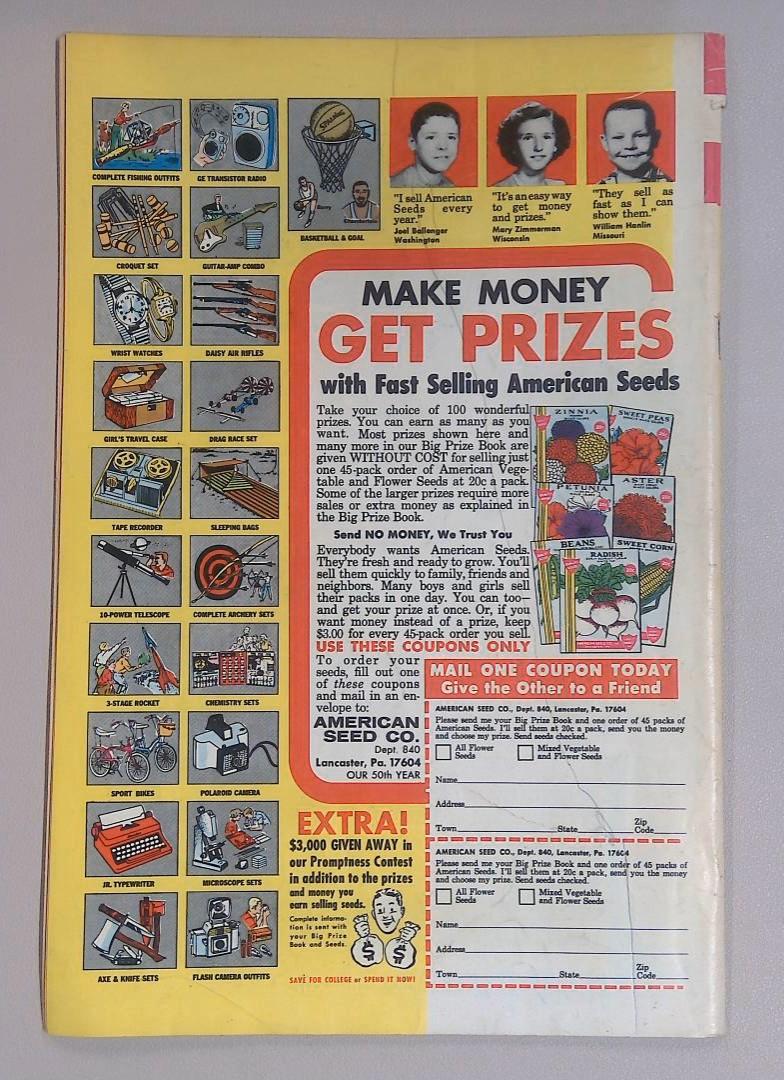 COMPLETE FISHING OUTFITS
GE TRANSISTOR RADIO
SPALDING
Barry
Chamberlain
BASKETBALL & GOAL
"I sell American
Seeds every
year."
Joel Ballenger
Washington
"It's an easy way
to get money
and prizes."
Mary Zimmerman
Wisconsin
"They sell as
fast as I can
show them."
William Hanlin
Missouri
CROQUET SET
GUITAR-AMP COMBO
WRIST WATCHES
DAISY AIR RIFLES
GIRL'S TRAVEL CASE
DRAG RACE SET
TAPE RECORDER
SLEEPING BAGS
10-POWER TELESCOPE
COMPLETE ARCHERY SETS
3-STAGE ROCKET
CHEMISTRY SETS
SPORT BIKES
POLAROID CAMERA
JR. TYPEWRITER
MICROSCOPE SETS
AXE & KNIFE SETS
FLASH CAMERA OUTFITS
MAKE MONEY
GET PRIZES
with Fast Selling American Seeds
Take your choice of 100 wonderful
prizes. You can earn as many as you
want. Most prizes shown here and
many more in our Big Prize Book are
given WITHOUT COST for selling just
one 45-pack order of American Vege-
table and Flower Seeds at 20c a pack.
Some of the larger prizes require more
sales or extra money as explained in
the Big Prize Book.
Send NO MONEY, We Trust You
Everybody wants American Seeds.
They're fresh and ready to grow. You'll
sell them quickly to family, friends and
neighbors. Many boys and girls sell
their packs in one day. You can too—
and get your prize at once. Or, if you
want money instead of a prize, keep
$3.00 for every 45-pack order you sell.
USE THESE COUPONS ONLY
To order your
seeds, fill out one
of these coupons
and mail in an en-
velope to:
AMERICAN
SEED CO.
Dept. 840
Lancaster, Pa. 17604
OUR 50th YEAR
ZINNIA
SWEET PEAS
PETUNIA
ASTER
BEANS
RADISH
SWEET CORN
MAIL ONE COUPON TODAY
Give the Other to a Friend
AMERICAN SEED CO., Dept. 840, Lancaster, Pa. 17604
Please send me your Big Prize Book and one order of 45 packs of
American Seeds. I'll sell them at 20c a pack, send you the money
and choose my prize. Send seeds checked.
All Flower
Seeds
Mixed Vegetable
and Flower Seeds
Name
Address
Town State Zip
Code
AMERICAN SEED CO., Dept. 840, Lancaster, Pa. 17604
Please send me your Big Prize Book and one order of 45 packs of
American Seeds. I'll sell them at 20c a pack, send you the money
and choose my prize. Send seeds checked.
All Flower
Seeds
Mixed Vegetable
and Flower Seeds
Name
Address
Town State Zip
Code
EXTRA!
$3,000 GIVEN AWAY in
our Promptness Contest
in addition to the prizes
and money you
earn selling seeds.
Complete informa-
tion is sent with
your Big Prize
Book and Seeds.
$ $
SAVE FOR COLLEGE or SPEND IT NOW!